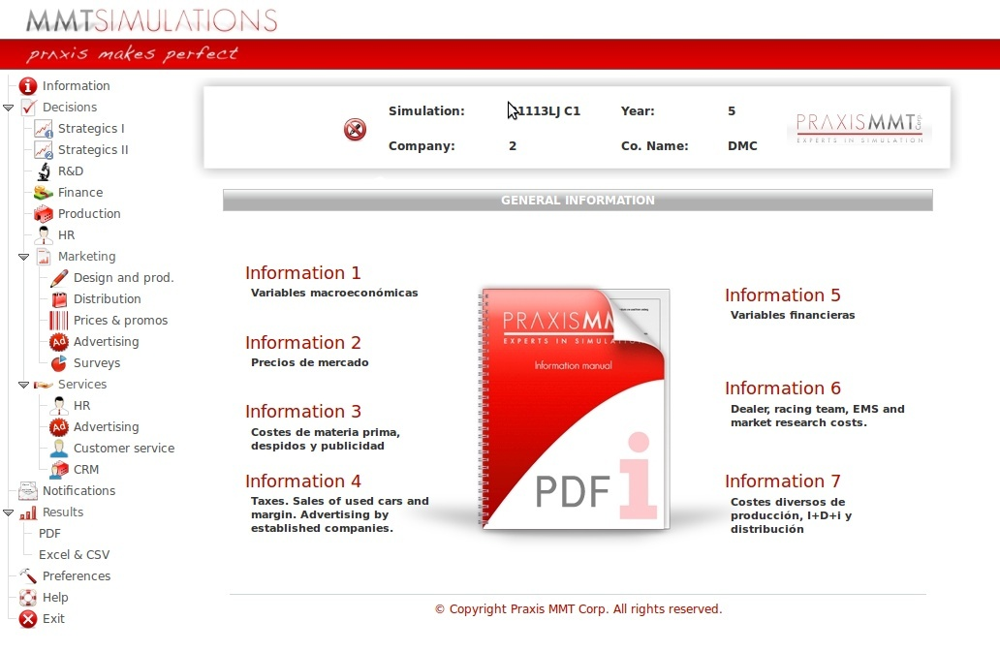 MMTSIMULATIONS
praxis makes perfect
Information
Decisions
Strategics I
Strategics II
R&D
Finance
Production
HR
Marketing
Design and prod.
Distribution
Prices & promos
Advertising
Surveys
Services
HR
Advertising
Customer service
CRM
Notifications
Results
PDF
Excel & CSV
Preferences
Help
Exit
Simulation: 1113LJ C1 Year: 5
Company: 2 Co. Name: DMC
PRAXISMMT Corp.
EXPERTS IN SIMULATION
GENERAL INFORMATION
Information 1
Variables macroeconómicas
Information 2
Precios de mercado
Information 3
Costes de materia prima,
despidos y publicidad
Information 4
Taxes. Sales of used cars and
margin. Advertising by
established companies.
PRAXISMM
EXPERTS IN SIMULATION
Information manual
PDF i
Information 5
Variables financieras
Information 6
Dealer, racing team, EMS and
market research costs.
Information 7
Costes diversos de
producción, I+D+i y
distribución
© Copyright Praxis MMT Corp. All rights reserved.